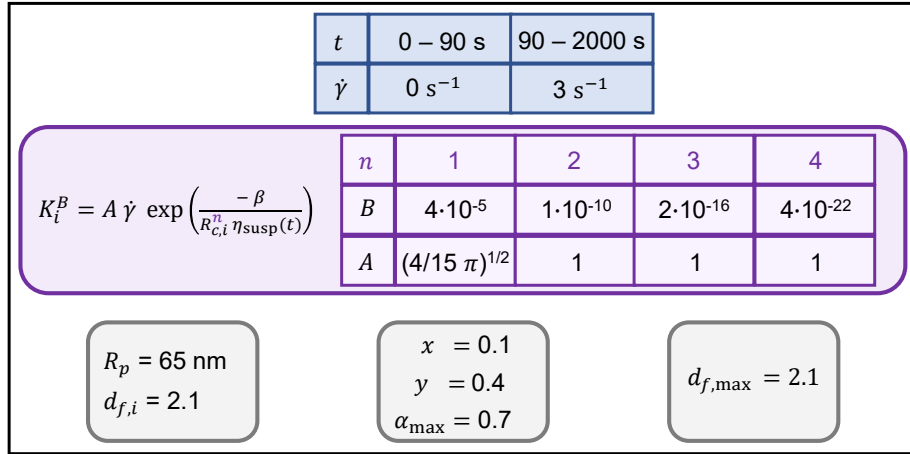 t 0 – 90 s 90 – 2000 s
γ̇ 0 s⁻¹ 3 s⁻¹
n 1 2 3 4
K_i^B = A γ̇ exp(−β / (R_{c,i}^n η_susp(t)))
B 4·10⁻⁵ 1·10⁻¹⁰ 2·10⁻¹⁶ 4·10⁻²²
A (4/15 π)^{1/2} 1 1 1
R_p = 65 nm
d_{f,i} = 2.1
x = 0.1
y = 0.4
α_max = 0.7
d_{f,max} = 2.1